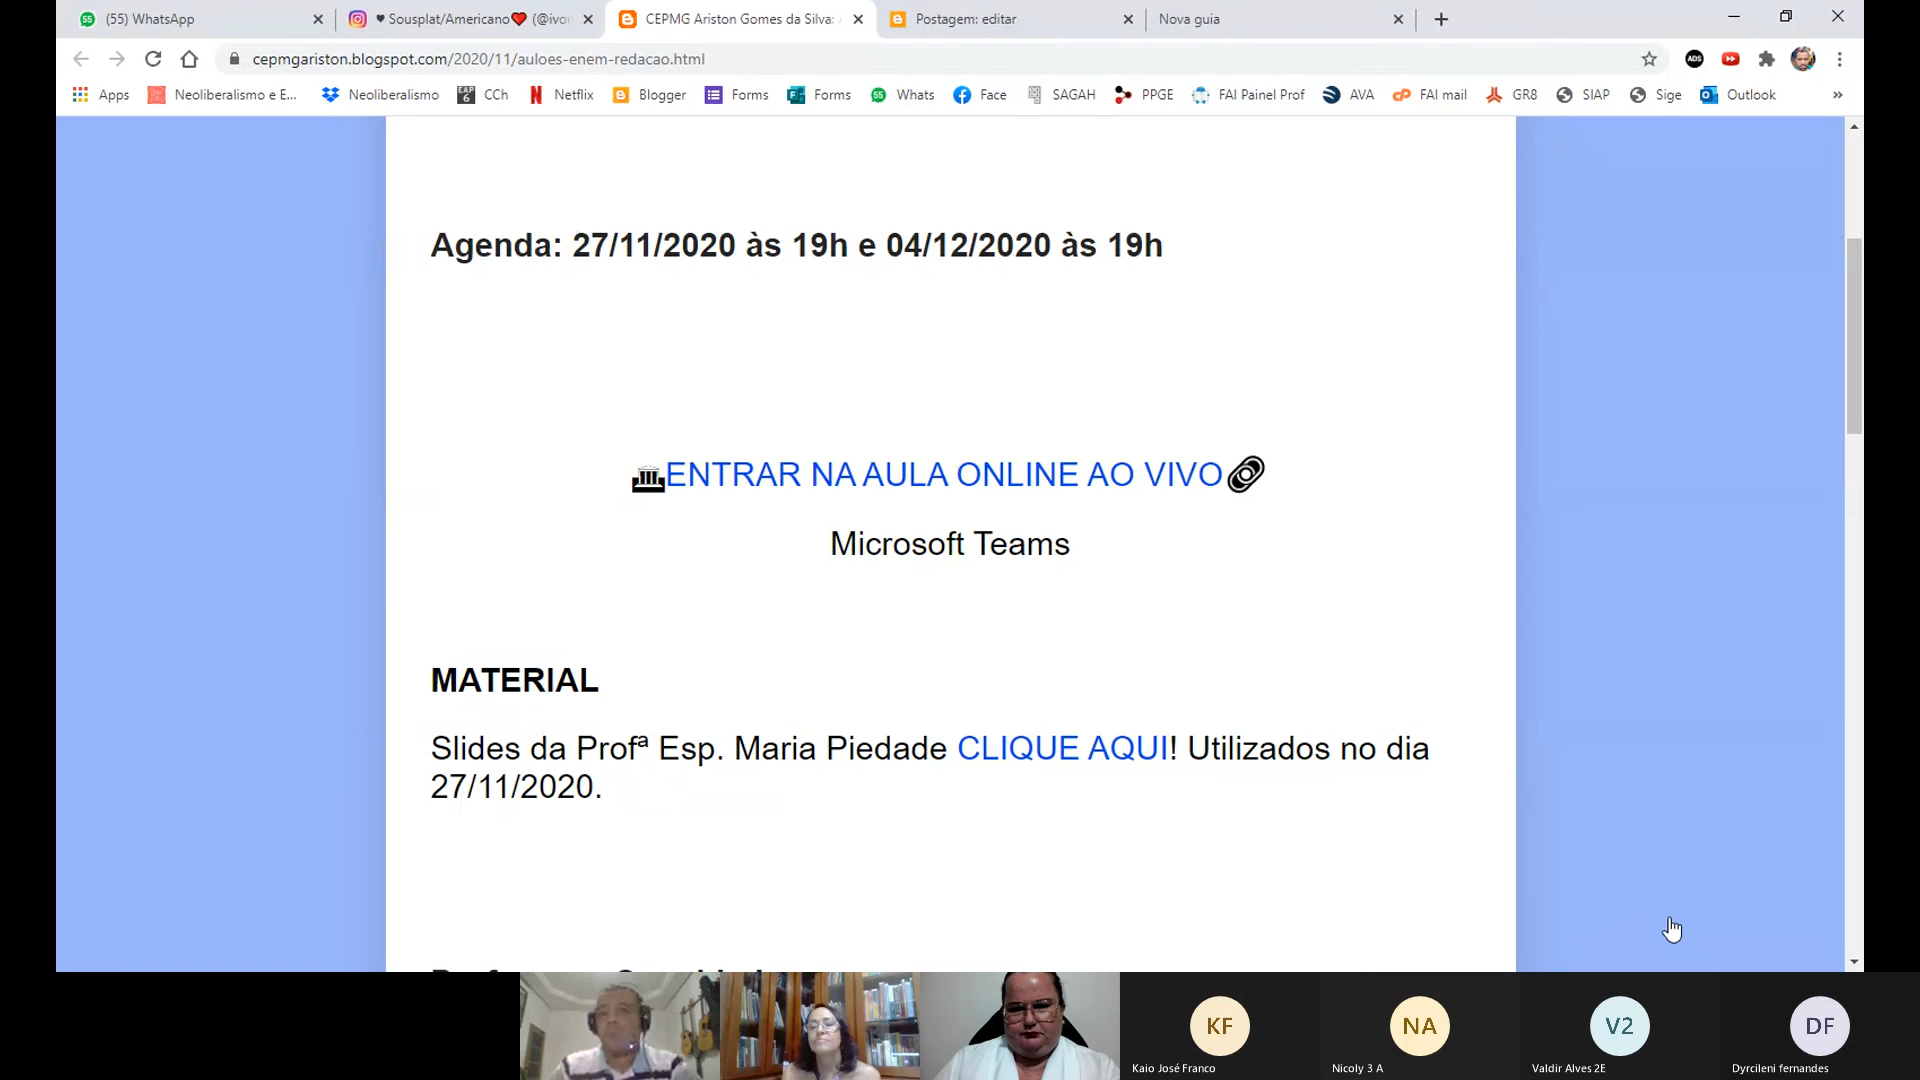 (55) WhatsApp
♥ Sousplat/Americano❤ (@ivo
CEPMG Ariston Gomes da Silva:
Postagem: editar
Nova guia
cepmgariston.blogspot.com/2020/11/auloes-enem-redacao.html
ADS
Apps
Neoliberalismo e E...
Neoliberalismo
CCh
Netflix
Blogger
Forms
Forms
55
Whats
Face
SAGAH
PPGE
FAI Painel Prof
AVA
FAI mail
GR8
SIAP
Sige
Outlook
»
Agenda: 27/11/2020 às 19h e 04/12/2020 às 19h
ENTRAR NA AULA ONLINE AO VIVO
Microsoft Teams
MATERIAL
Slides da Profª Esp. Maria Piedade CLIQUE AQUI! Utilizados no dia
27/11/2020.
KF
NA
V2
DF
Kaio José Franco
Nicoly 3 A
Valdir Alves 2E
Dyrcileni fernandes